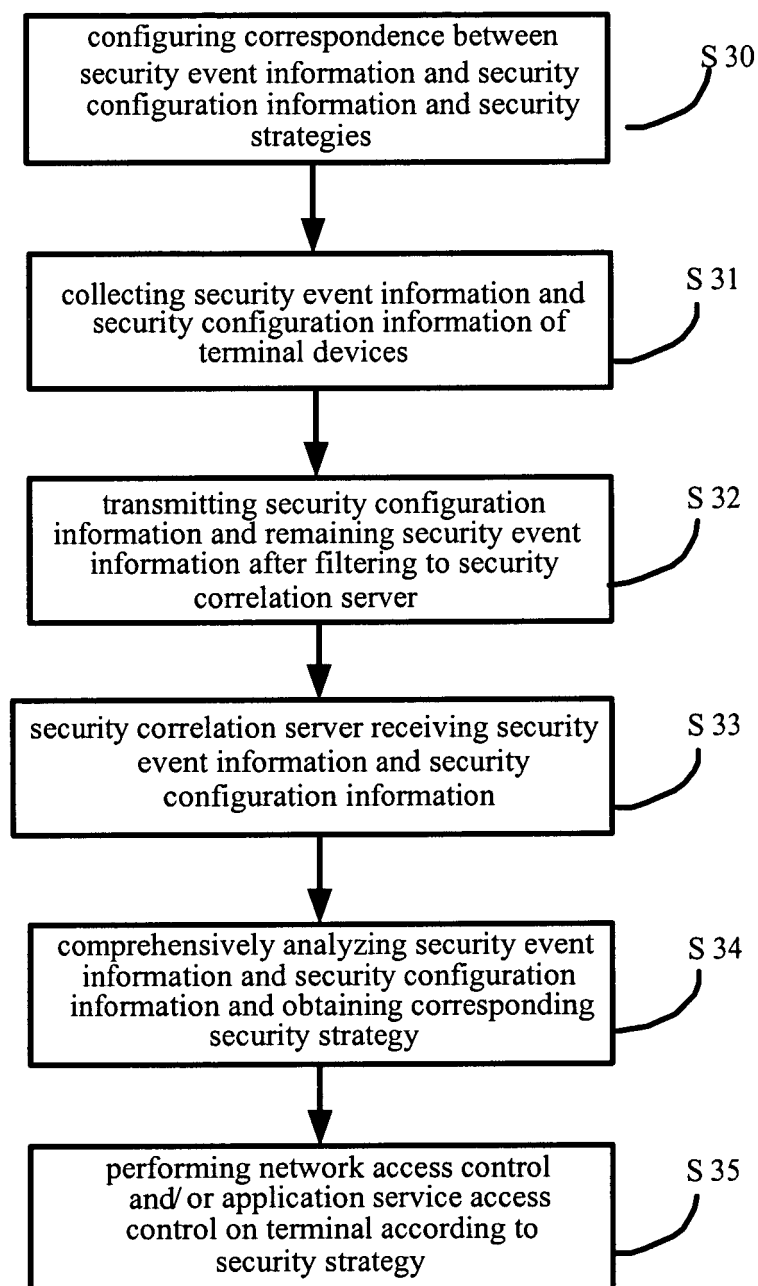 configuring correspondence between
security event information and security
configuration information and security
strategies
S 30
collecting security event information and
security configuration information of
terminal devices
S 31
transmitting security configuration
information and remaining security event
information after filtering to security
correlation server
S 32
security correlation server receiving security
event information and security
configuration information
S 33
comprehensively analyzing security event
information and security configuration
information and obtaining corresponding
security strategy
S 34
performing network access control
and/ or application service access
control on terminal according to
security strategy
S 35